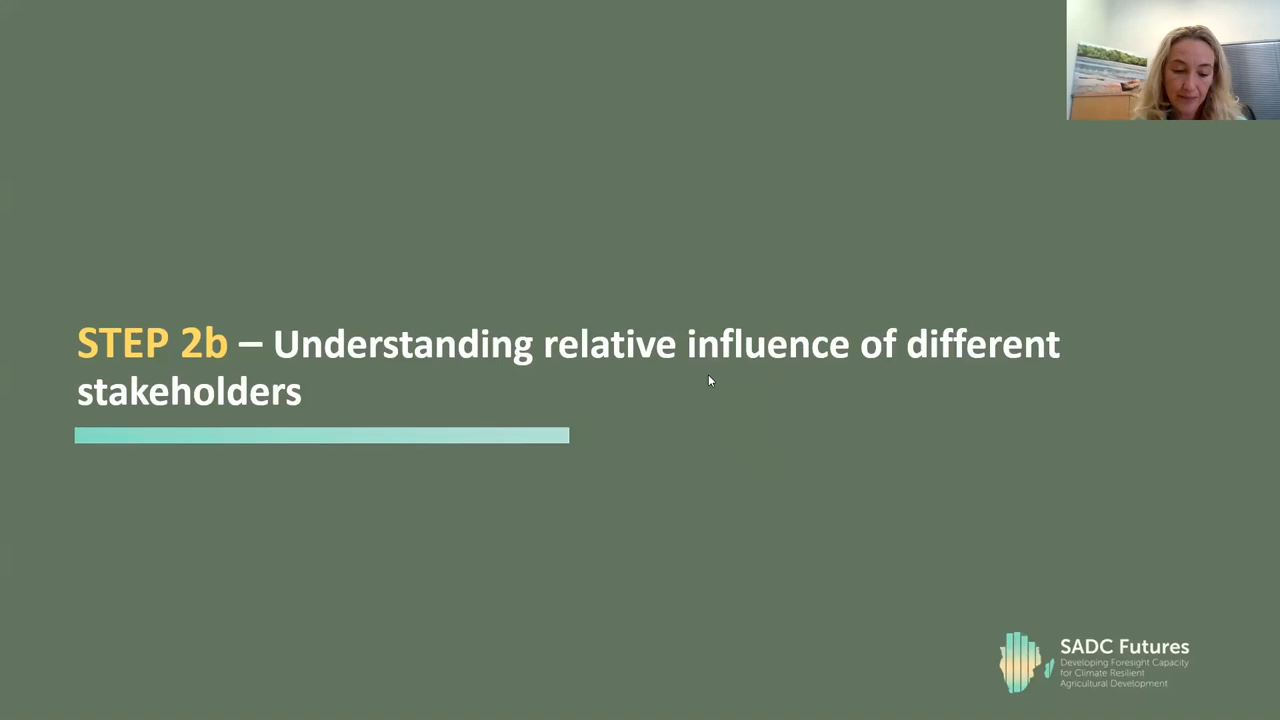 STEP 2b – Understanding relative influence of different
stakeholders
SADC Futures
Developing Foresight Capacity
for Climate Resilient
Agricultural Development